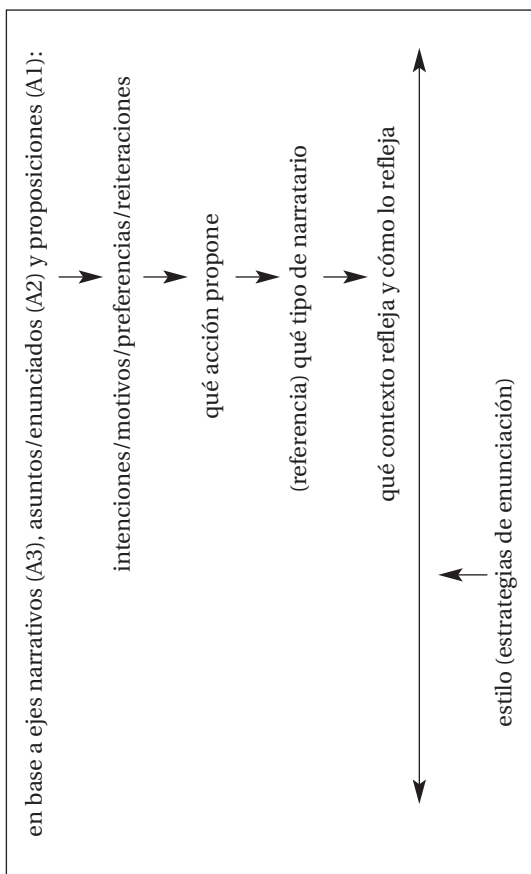 en base a ejes narrativos (A3), asuntos/enunciados (A2) y proposiciones (A1):
intenciones/motivos/preferencias/reiteraciones
qué acción propone
(referencia) qué tipo de narratario
qué contexto refleja y cómo lo refleja
estilo (estrategias de enunciación)